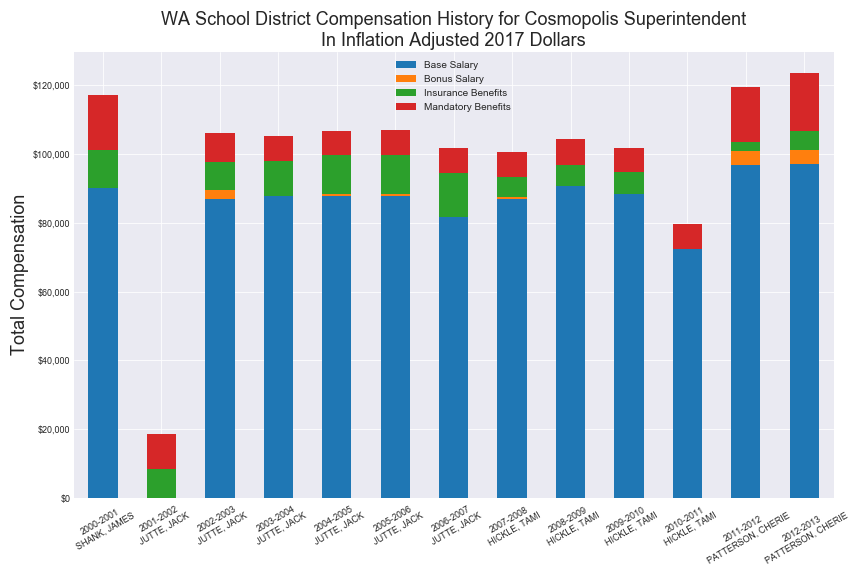 WA School District Compensation History for Cosmopolis Superintendent
In Inflation Adjusted 2017 Dollars
Base Salary
Bonus Salary
Insurance Benefits
Mandatory Benefits
Total Compensation
$120,000
$100,000
$80,000
$60,000
$40,000
$20,000
$0
2000-2001
SHANK, JAMES
2001-2002
JUTTE, JACK
2002-2003
JUTTE, JACK
2003-2004
JUTTE, JACK
2004-2005
JUTTE, JACK
2005-2006
JUTTE, JACK
2006-2007
JUTTE, JACK
2007-2008
HICKLE, TAMI
2008-2009
HICKLE, TAMI
2009-2010
HICKLE, TAMI
2010-2011
HICKLE, TAMI
2011-2012
PATTERSON, CHERIE
2012-2013
PATTERSON, CHERIE